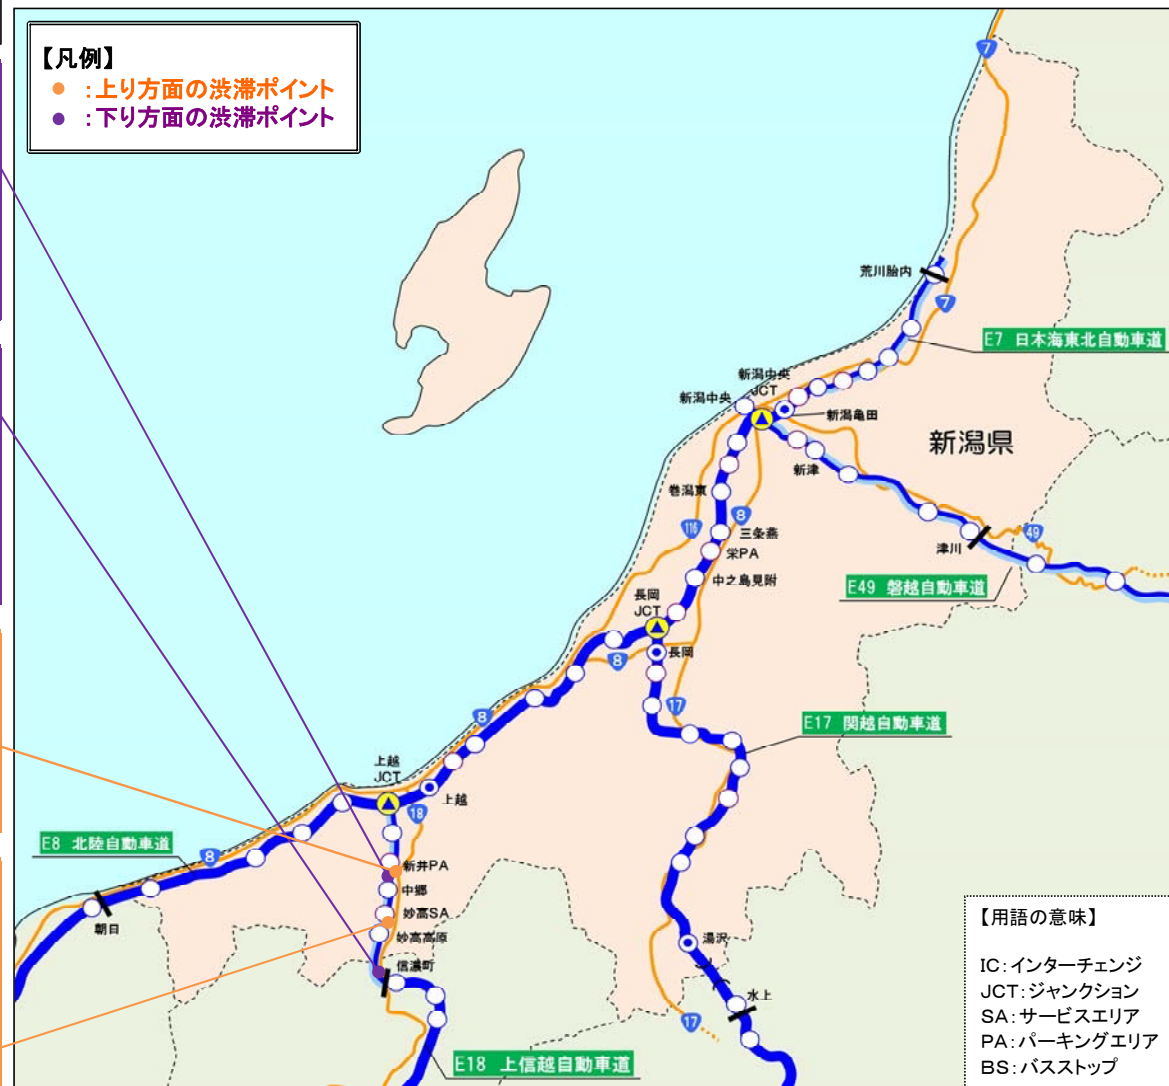 【凡例】
● :上り方面の渋滞ポイント
● :下り方面の渋滞ポイント
7
荒川胎内
7
E7 日本海東北自動車道
新潟中央
JCT
新潟中央
新潟亀田
新潟県
新津
巻潟東
116
8
三条燕
栄PA
49
津川
中之島見附
E49 磐越自動車道
長岡
JCT
8
長岡
17
8
E17 関越自動車道
上越
JCT
上越
18
E8 北陸自動車道
8
新井PA
中郷
妙高SA
朝日
妙高高原
湯沢
信濃町
水上
17
E18 上信越自動車道
【用語の意味】
IC:インターチェンジ
JCT:ジャンクション
SA:サービスエリア
PA:パーキングエリア
BS:バスストップ